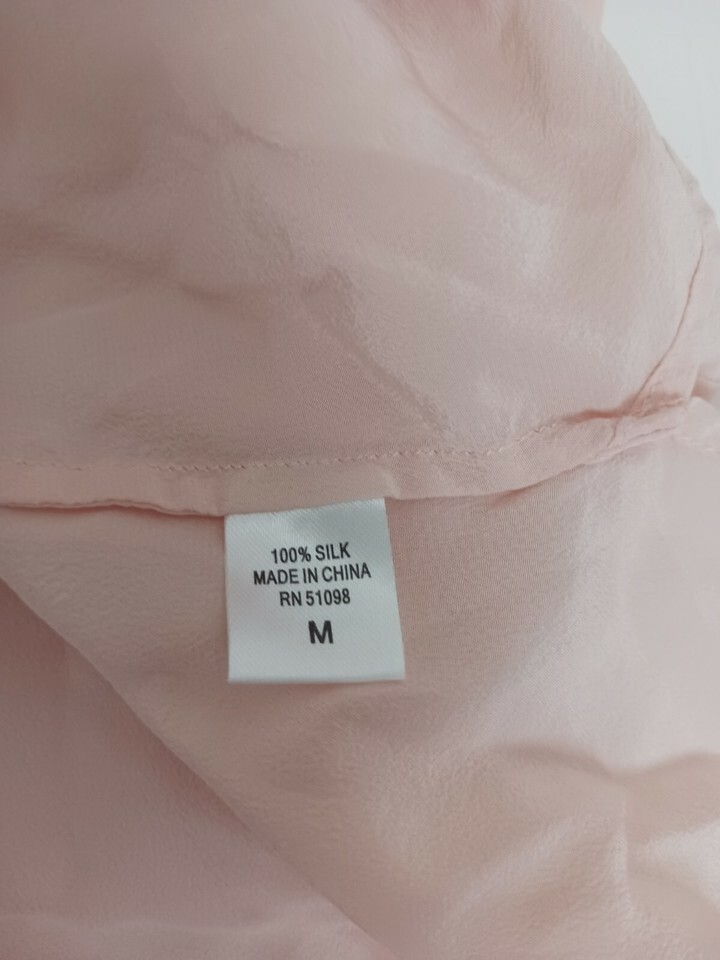 100% SILK
MADE IN CHINA
RN 51098
M